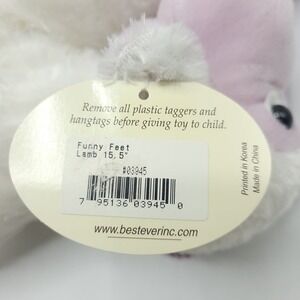 Remove all plastic taggers and
hangtags before giving toy to child.
Funny Feet
Lamb 15.5"
#03945
7 95136 03945 0
www.besteverinc.com
Printed in Korea
Made in China